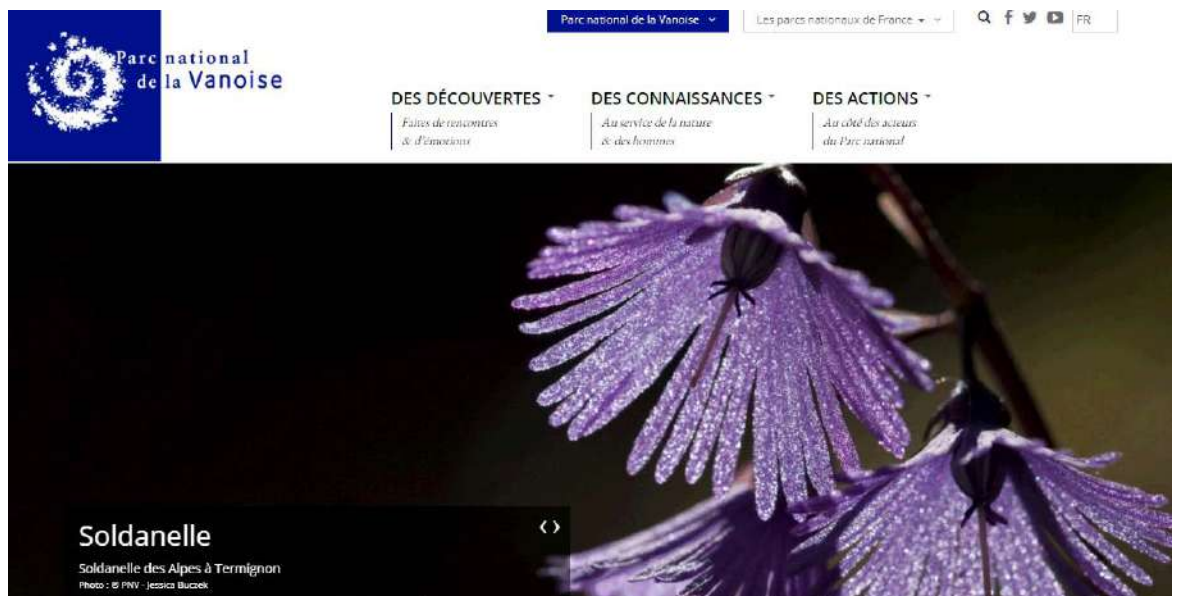 Parc national de la Vanoise
Les parcs nationaux de France
FR
Parc national
de la Vanoise
DES DÉCOUVERTES
Faites de rencontres
& d'émotions
DES CONNAISSANCES
Au service de la nature
& des hommes
DES ACTIONS
Au côté des acteurs
du Parc national
Soldanelle
Soldanelle des Alpes à Termignon
Photo : © PNV - Jessica Buczek